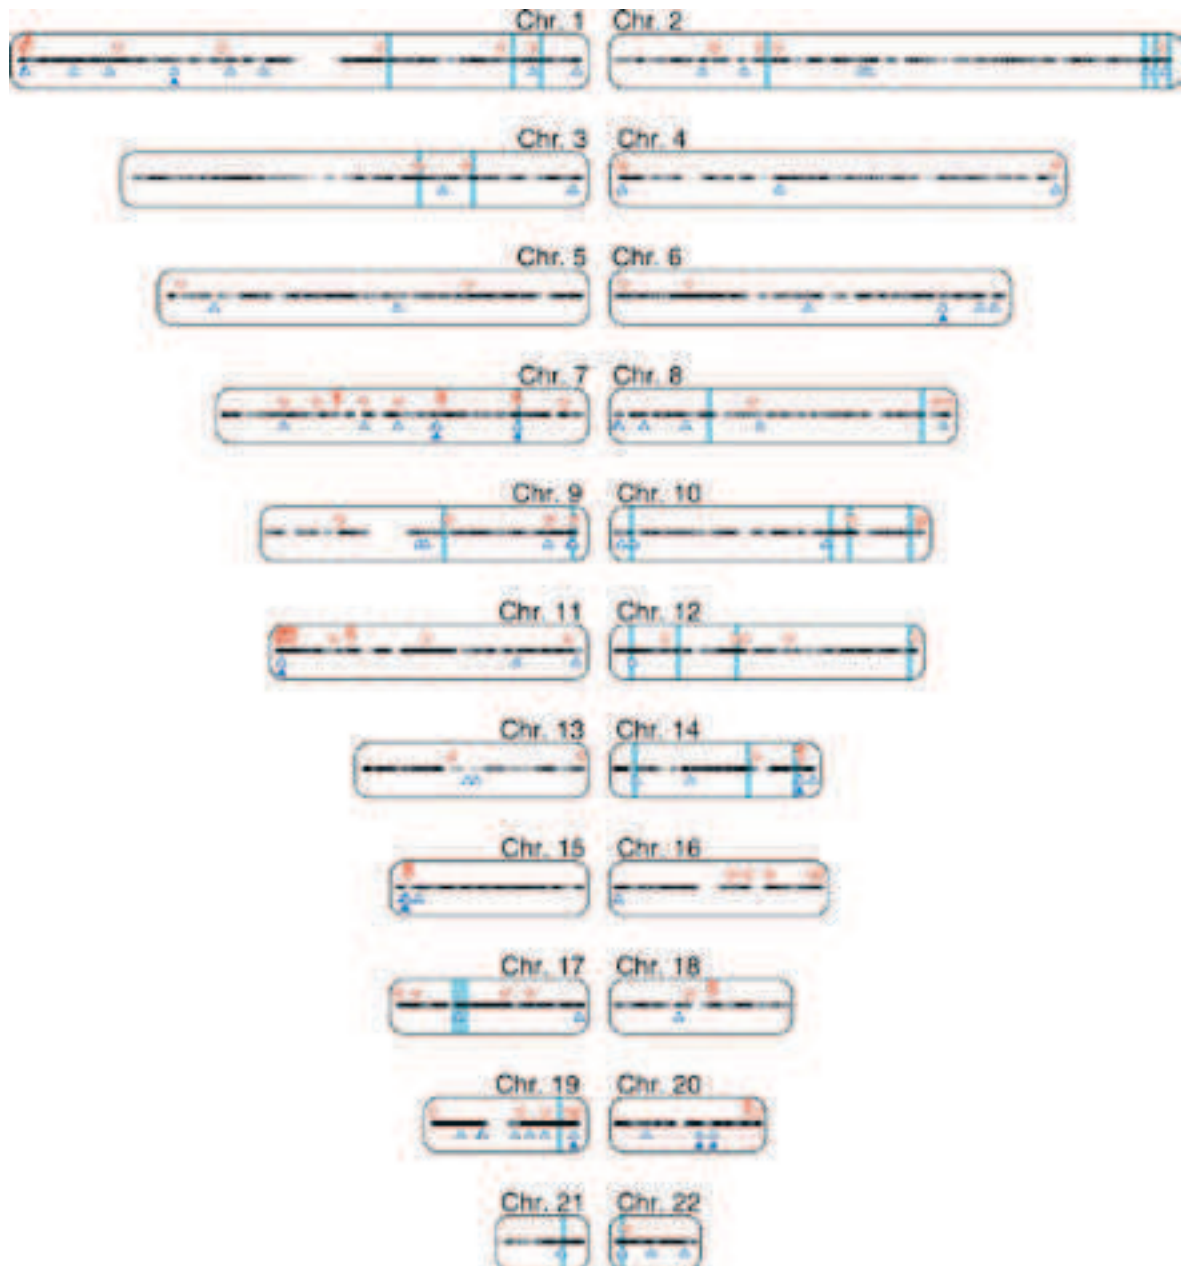 Chr. 1 Chr. 2
Chr. 3 Chr. 4
Chr. 5 Chr. 6
Chr. 7 Chr. 8
Chr. 9 Chr. 10
Chr. 11 Chr. 12
Chr. 13 Chr. 14
Chr. 15 Chr. 16
Chr. 17 Chr. 18
Chr. 19 Chr. 20
Chr. 21 Chr. 22